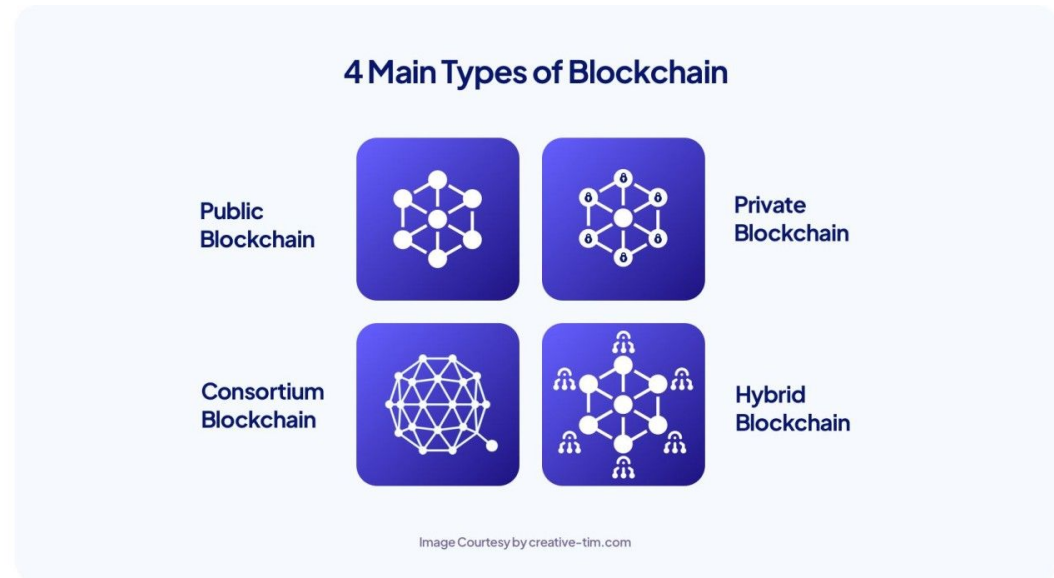 4 Main Types of Blockchain
Public
Blockchain
Private
Blockchain
Consortium
Blockchain
Hybrid
Blockchain
Image Courtesy by creative-tim.com